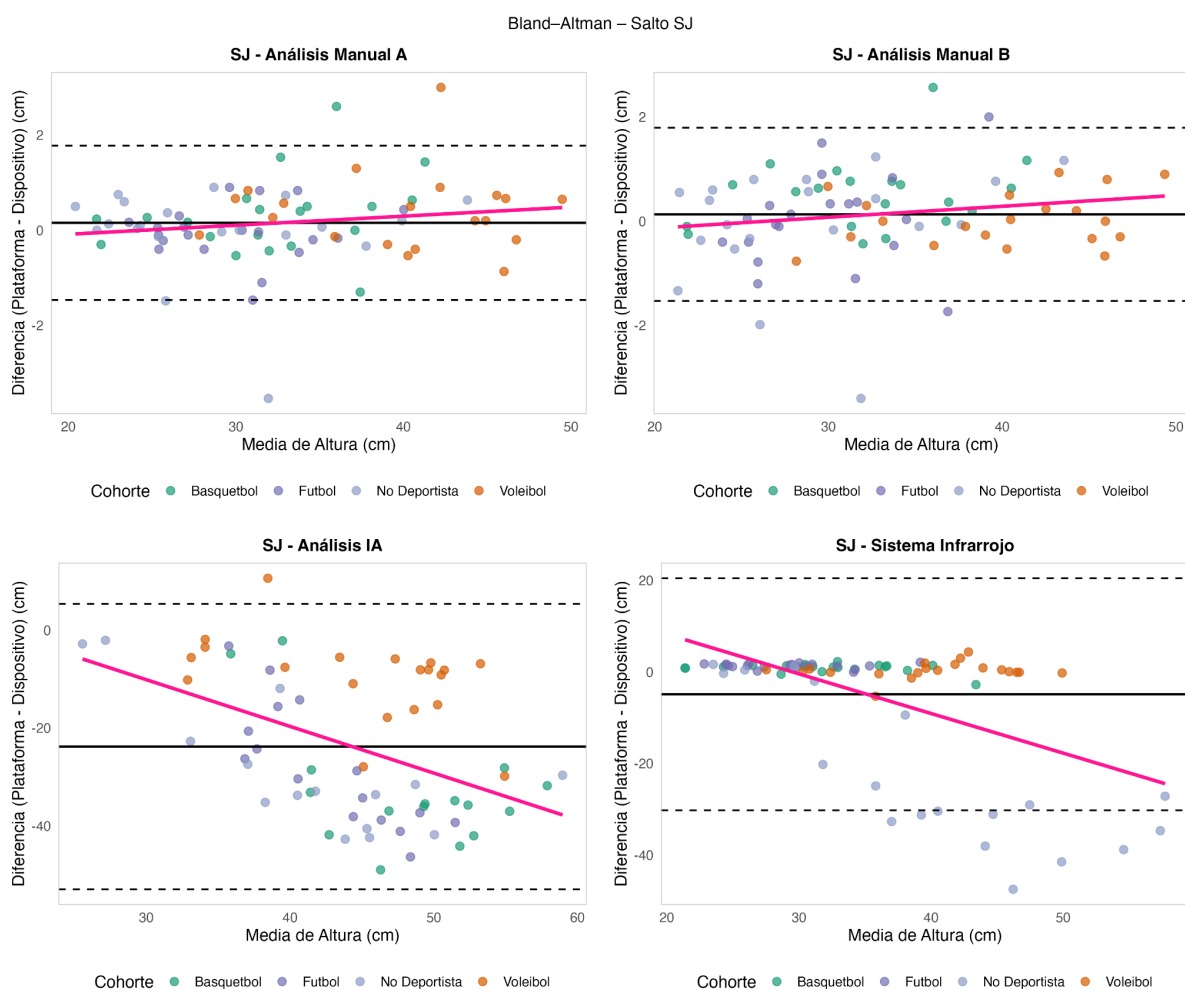 Bland–Altman – Salto SJ
SJ - Análisis Manual A
Diferencia (Plataforma - Dispositivo) (cm)
2
0
-2
20
30
40
50
Media de Altura (cm)
Cohorte Basquetbol Futbol No Deportista Voleibol
SJ - Análisis Manual B
Diferencia (Plataforma - Dispositivo) (cm)
2
0
-2
20
30
40
50
Media de Altura (cm)
Cohorte Basquetbol Futbol No Deportista Voleibol
SJ - Análisis IA
Diferencia (Plataforma - Dispositivo) (cm)
0
-20
-40
30
40
50
60
Media de Altura (cm)
Cohorte Basquetbol Futbol No Deportista Voleibol
SJ - Sistema Infrarrojo
Diferencia (Plataforma - Dispositivo) (cm)
20
0
-20
-40
20
30
40
50
Media de Altura (cm)
Cohorte Basquetbol Futbol No Deportista Voleibol